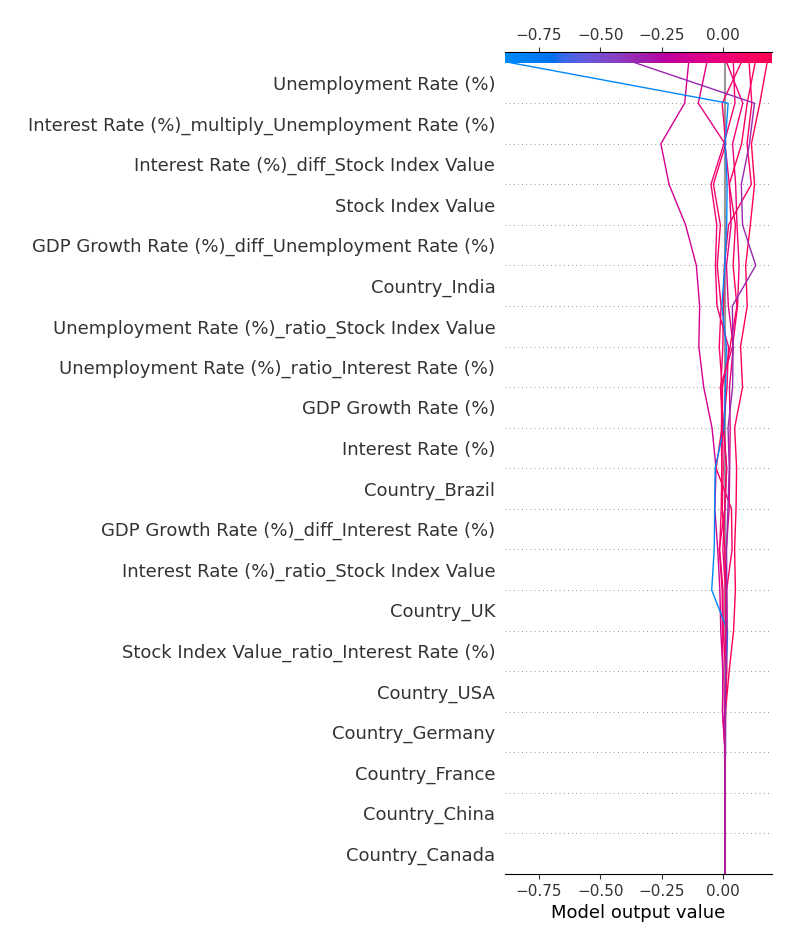 −0.75 −0.50 −0.25 0.00
Unemployment Rate (%)
Interest Rate (%)_multiply_Unemployment Rate (%)
Interest Rate (%)_diff_Stock Index Value
Stock Index Value
GDP Growth Rate (%)_diff_Unemployment Rate (%)
Country_India
Unemployment Rate (%)_ratio_Stock Index Value
Unemployment Rate (%)_ratio_Interest Rate (%)
GDP Growth Rate (%)
Interest Rate (%)
Country_Brazil
GDP Growth Rate (%)_diff_Interest Rate (%)
Interest Rate (%)_ratio_Stock Index Value
Country_UK
Stock Index Value_ratio_Interest Rate (%)
Country_USA
Country_Germany
Country_France
Country_China
Country_Canada
−0.75 −0.50 −0.25 0.00
Model output value